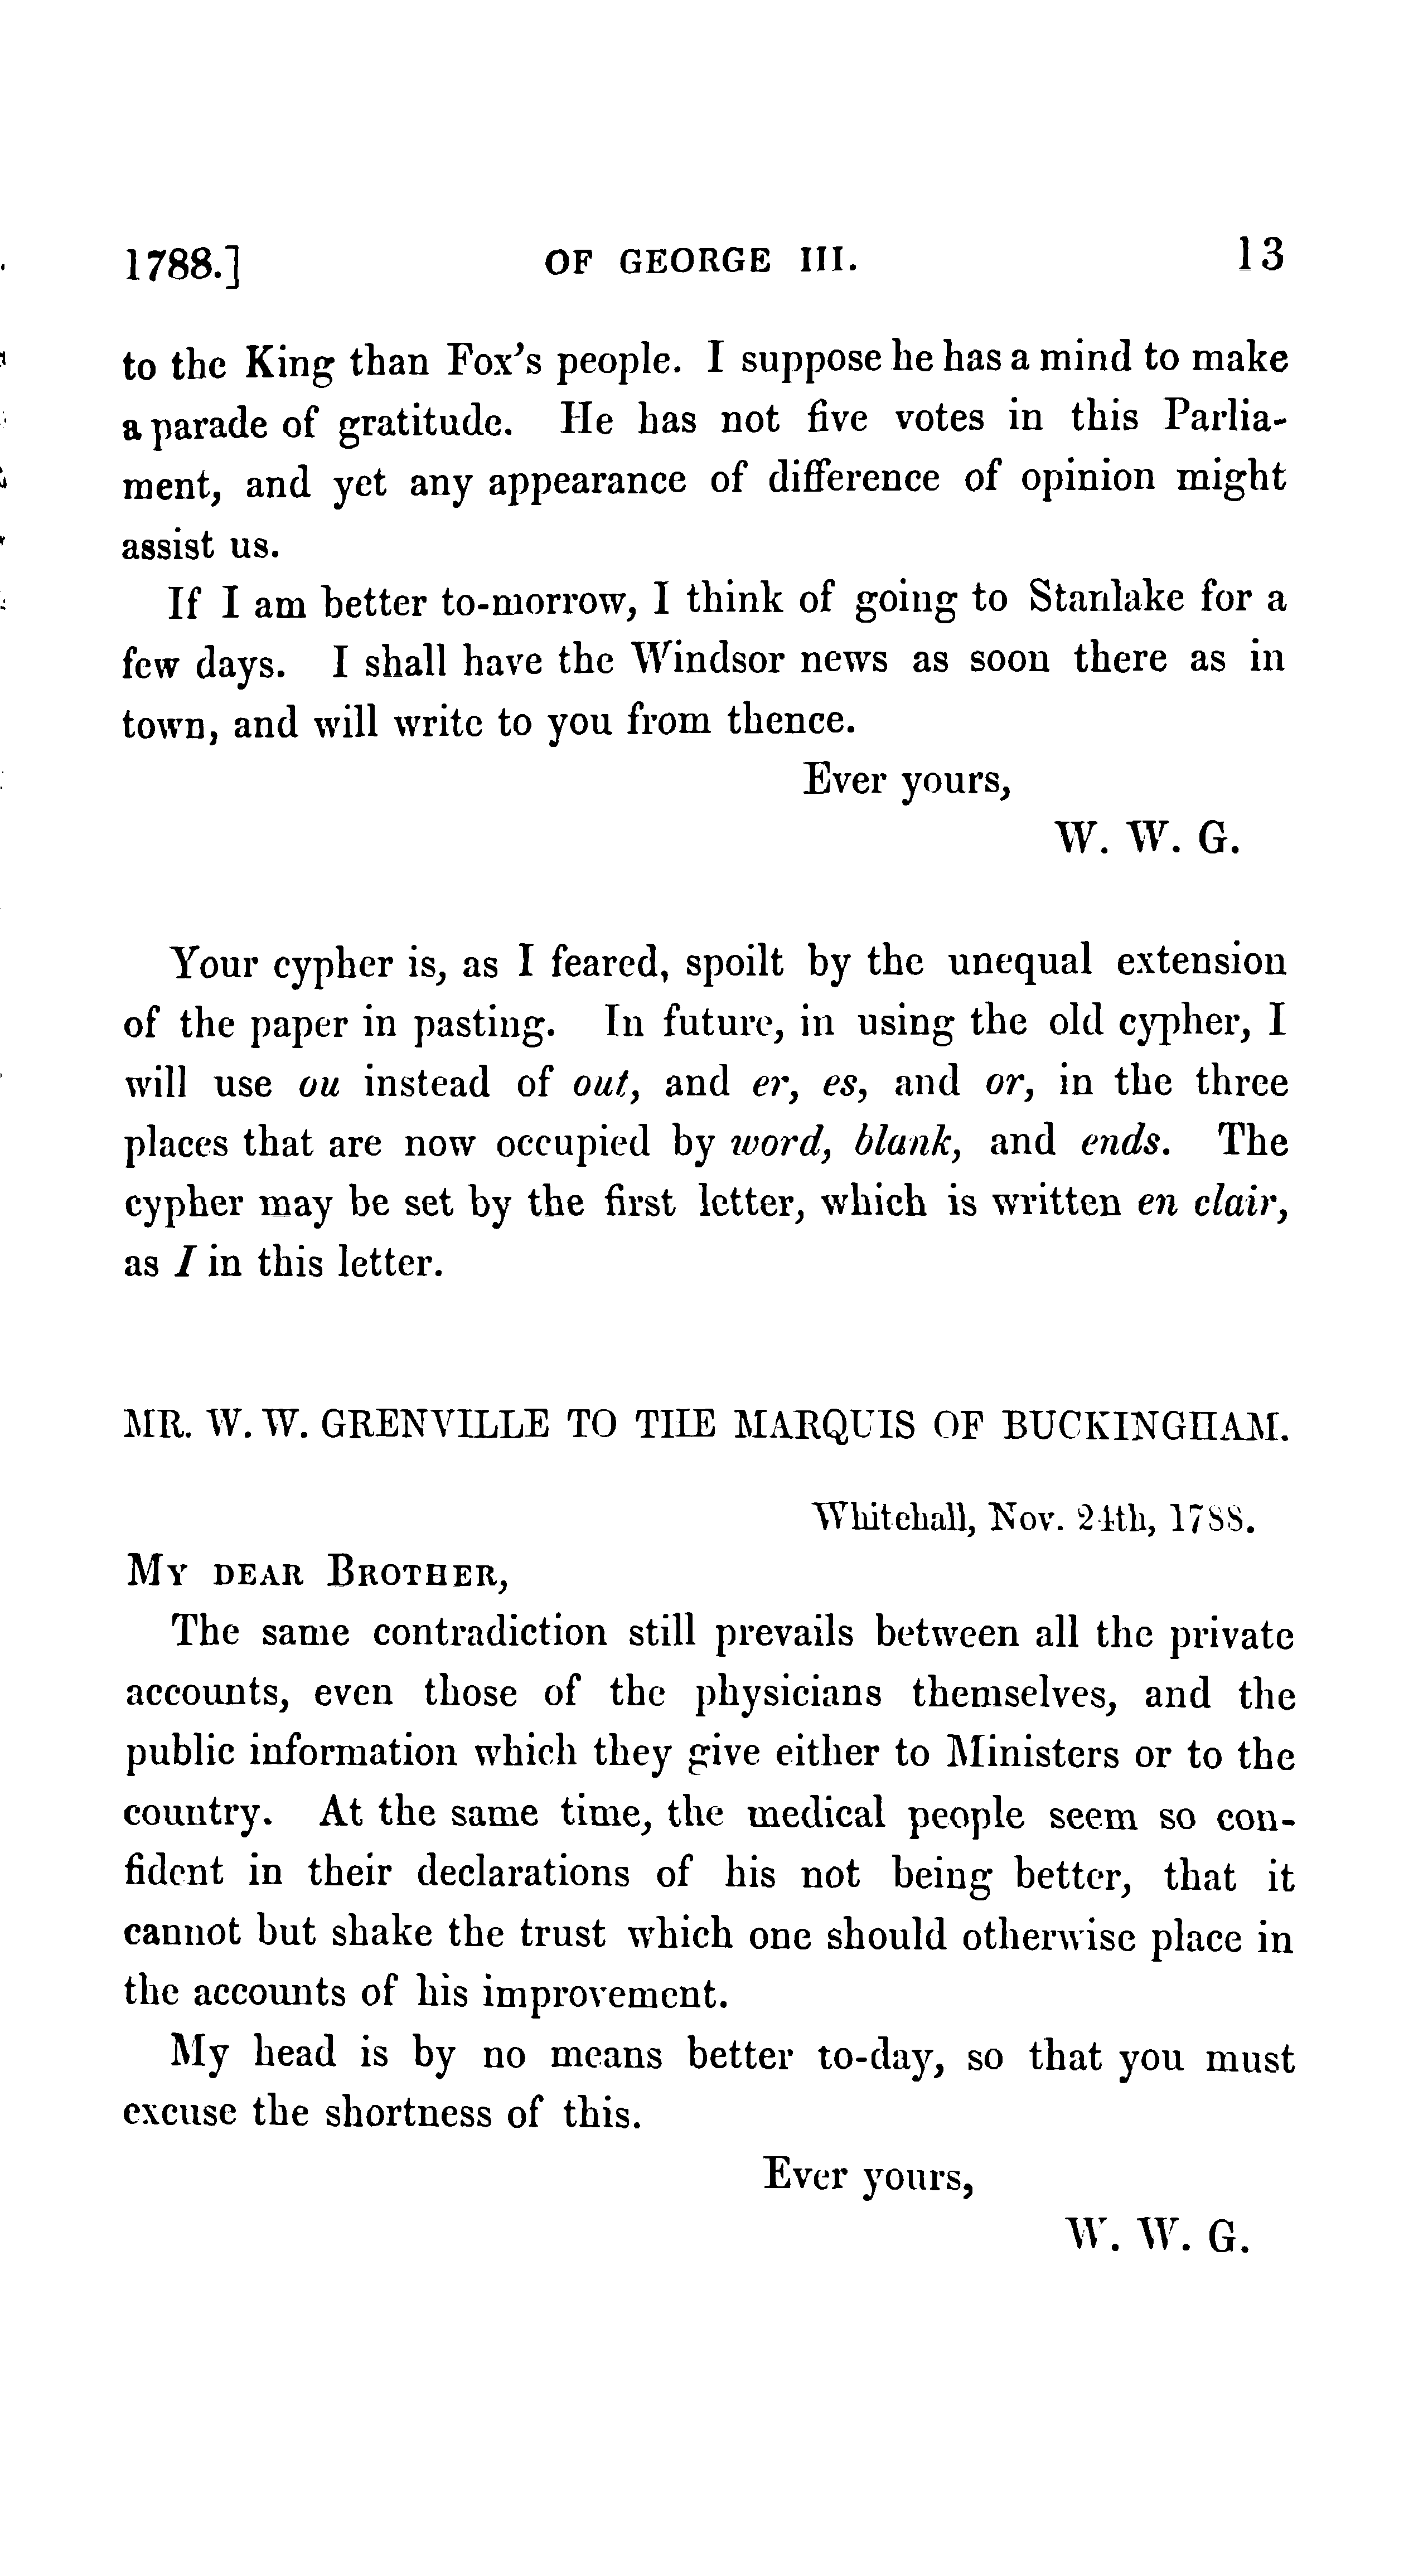 1788.] OF GEORGE III. 13
to the King than Fox's people. I suppose he has a mind to make
a parade of gratitude. He has not five votes in this Parlia-
ment, and yet any appearance of difference of opinion might
assist us.
If I am better to-morrow, I think of going to Stanlake for a
few days. I shall have the Windsor news as soon there as in
town, and will write to you from thence.
Ever yours,
W. W. G.
Your cypher is, as I feared, spoilt by the unequal extension
of the paper in pasting. In future, in using the old cypher, I
will use ou instead of out, and er, es, and or, in the three
places that are now occupied by word, blank, and ends. The
cypher may be set by the first letter, which is written en clair,
as I in this letter.
MR. W. W. GRENVILLE TO THE MARQUIS OF BUCKINGHAM.
Whitehall, Nov. 24th, 1788.
MY DEAR BROTHER,
The same contradiction still prevails between all the private
accounts, even those of the physicians themselves, and the
public information which they give either to Ministers or to the
country. At the same time, the medical people seem so con-
fident in their declarations of his not being better, that it
cannot but shake the trust which one should otherwise place in
the accounts of his improvement.
My head is by no means better to-day, so that you must
excuse the shortness of this.
Ever yours,
W. W. G.